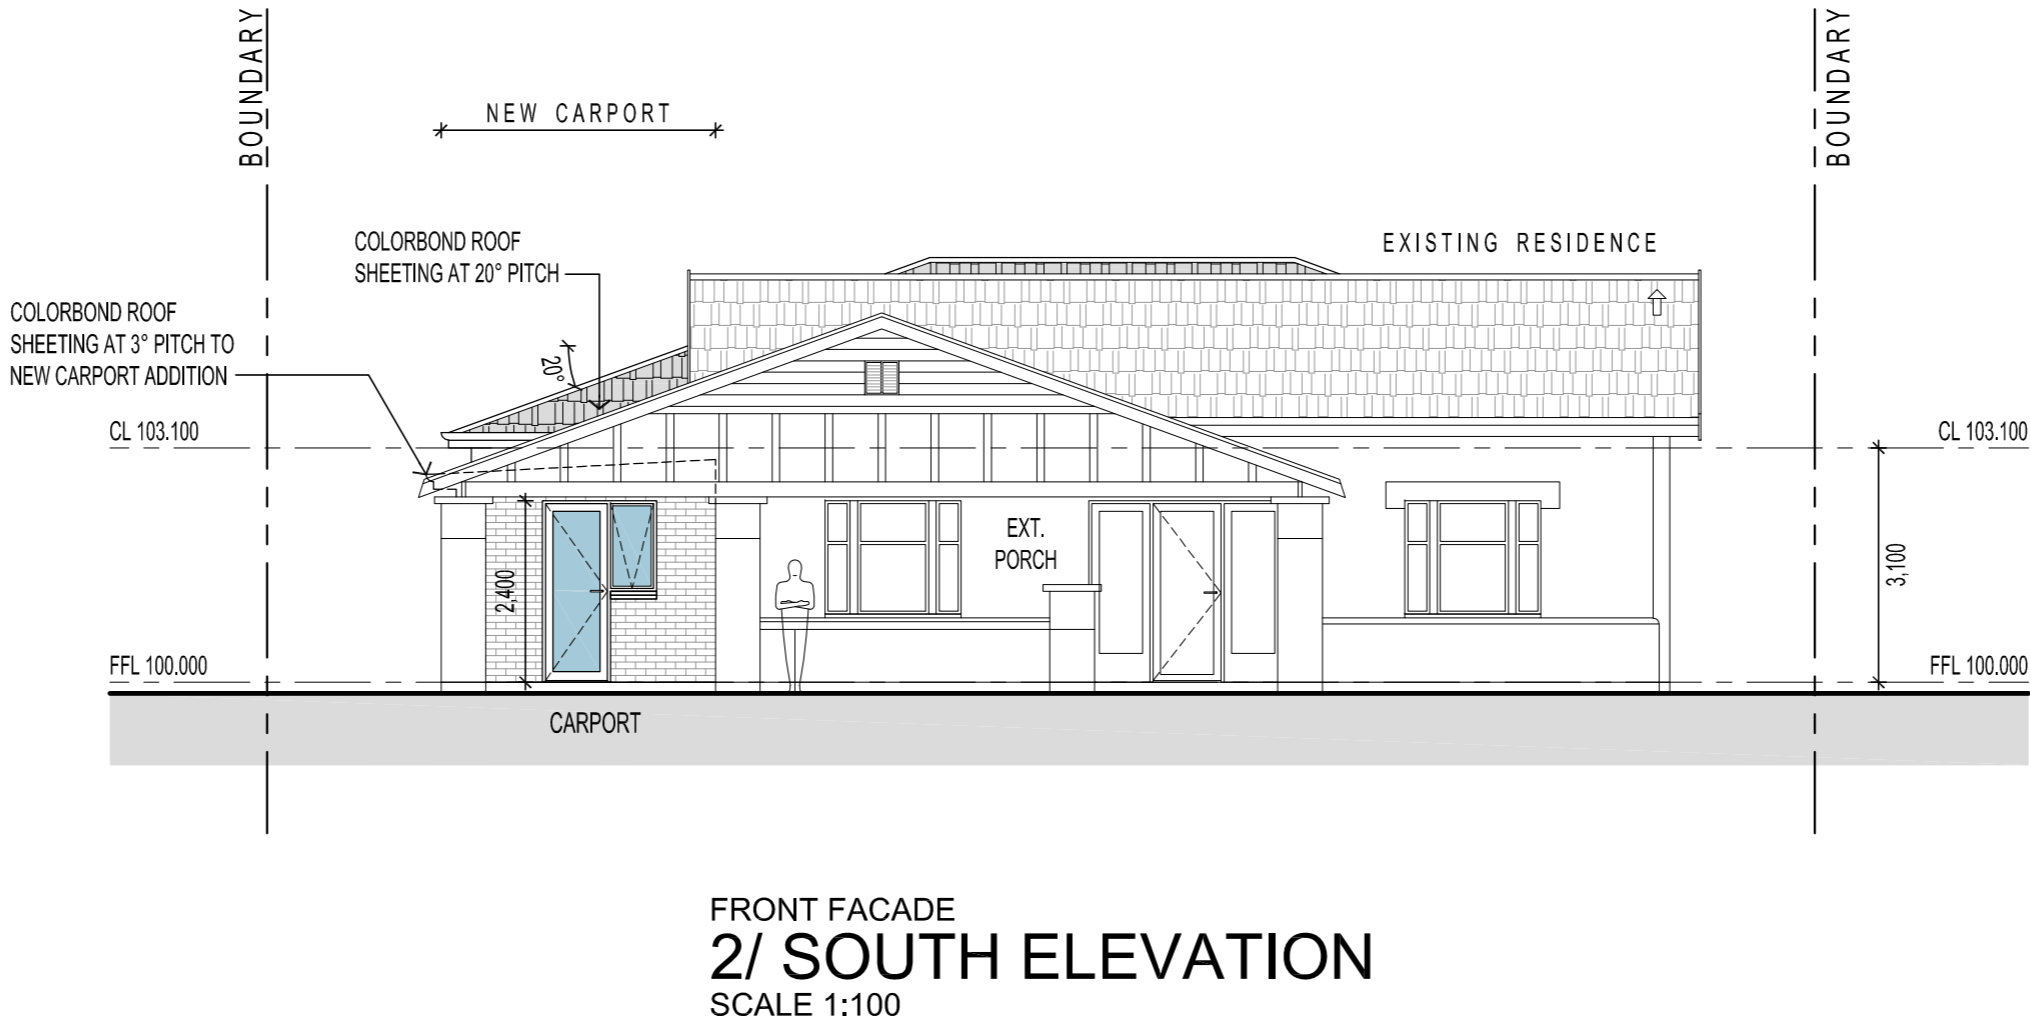 BOUNDARY
BOUNDARY
NEW CARPORT
COLORBOND ROOF
SHEETING AT 20° PITCH
EXISTING RESIDENCE
COLORBOND ROOF
SHEETING AT 3° PITCH TO
NEW CARPORT ADDITION
20°
CL 103.100
CL 103.100
EXT.
PORCH
2,400
3,100
FFL 100.000
FFL 100.000
CARPORT
FRONT FACADE
2/ SOUTH ELEVATION
SCALE 1:100